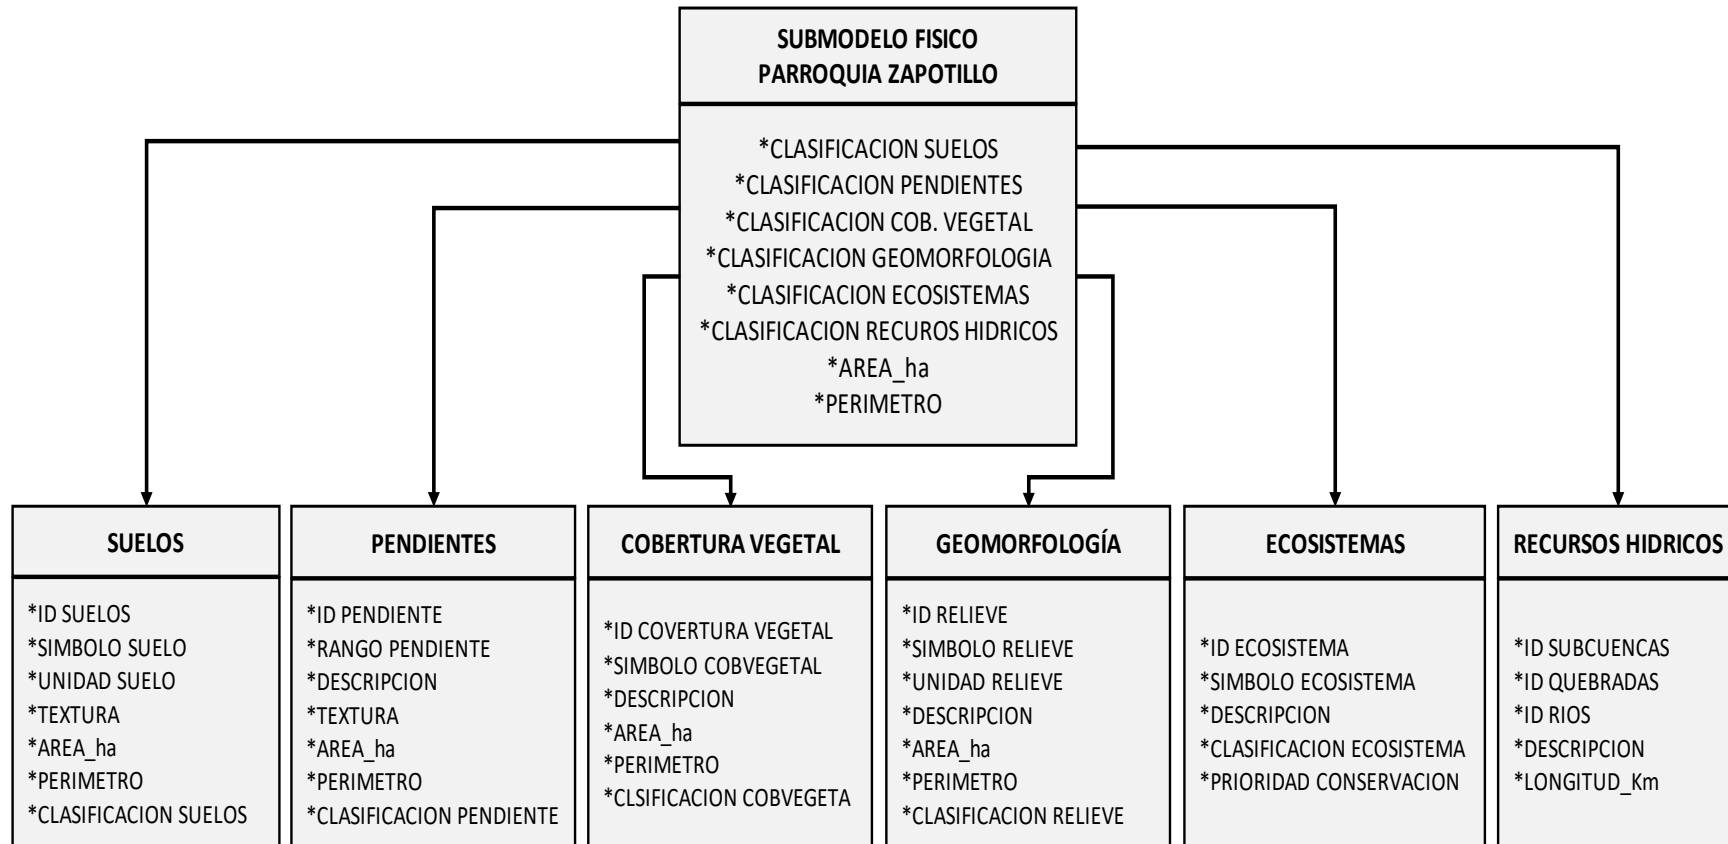 SUBMODELO FISICO
PARROQUIA ZAPOTILLO
*CLASIFICACION SUELOS
*CLASIFICACION PENDIENTES
*CLASIFICACION COB. VEGETAL
*CLASIFICACION GEOMORFOLOGIA
*CLASIFICACION ECOSISTEMAS
*CLASIFICACION RECUROS HIDRICOS
*AREA_ha
*PERIMETRO
SUELOS
*ID SUELOS
*SIMBOLO SUELO
*UNIDAD SUELO
*TEXTURA
*AREA_ha
*PERIMETRO
*CLASIFICACION SUELOS
PENDIENTES
*ID PENDIENTE
*RANGO PENDIENTE
*DESCRIPCION
*TEXTURA
*AREA_ha
*PERIMETRO
*CLASIFICACION PENDIENTE
COBERTURA VEGETAL
*ID COVERTURA VEGETAL
*SIMBOLO COBVEGETAL
*DESCRIPCION
*AREA_ha
*PERIMETRO
*CLSIFICACION COBVEGETA
GEOMORFOLOGÍA
*ID RELIEVE
*SIMBOLO RELIEVE
*UNIDAD RELIEVE
*DESCRIPCION
*AREA_ha
*PERIMETRO
*CLASIFICACION RELIEVE
ECOSISTEMAS
*ID ECOSISTEMA
*SIMBOLO ECOSISTEMA
*DESCRIPCION
*CLASIFICACION ECOSISTEMA
*PRIORIDAD CONSERVACION
RECURSOS HIDRICOS
*ID SUBCUENCAS
*ID QUEBRADAS
*ID RIOS
*DESCRIPCION
*LONGITUD_Km